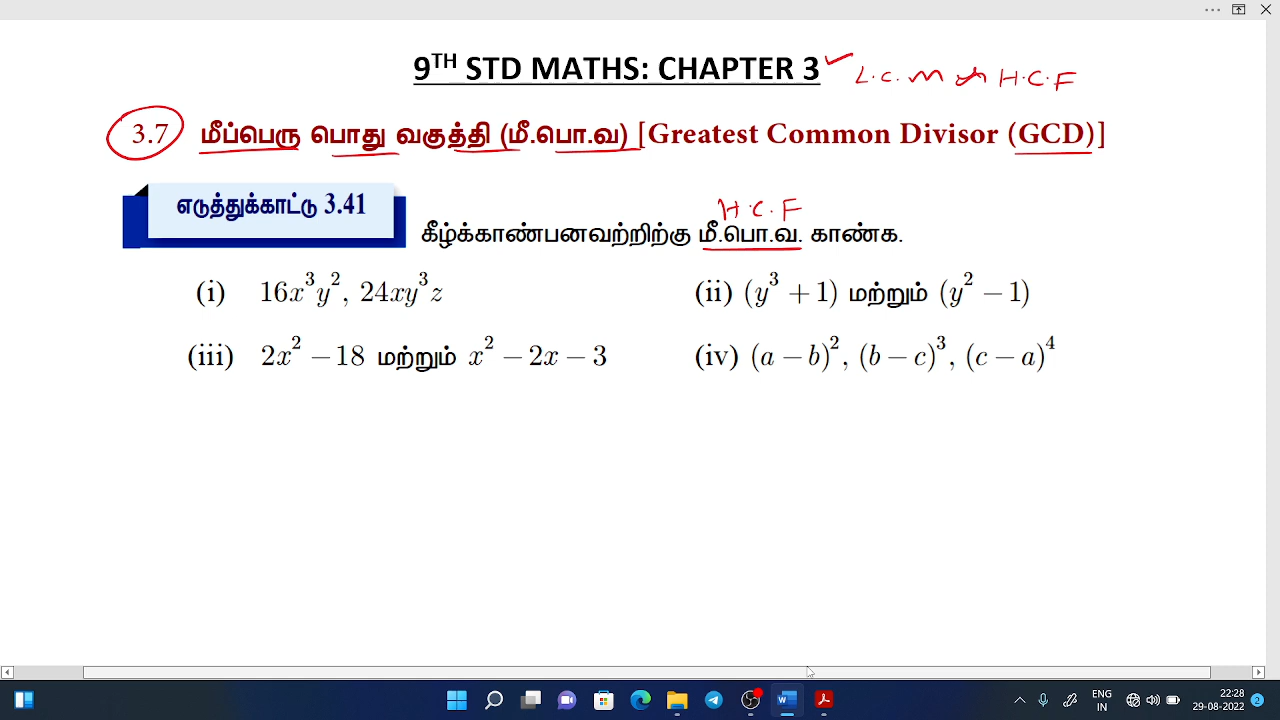 9TH STD MATHS: CHAPTER 3 L.C.M & H.C.F
3.7 மீப்பெரு பொது வகுத்தி (மீ.பொ.வ) [Greatest Common Divisor (GCD)]
எடுத்துக்காட்டு 3.41
H.C.F
கீழ்க்காண்பனவற்றிற்கு மீ.பொ.வ. காண்க.
(i) 16x³y², 24xy³z (ii) (y³ + 1) மற்றும் (y² − 1)
(iii) 2x² − 18 மற்றும் x² − 2x − 3 (iv) (a − b)², (b − c)³, (c − a)⁴
ENG
IN
22:28
29-08-2022
2